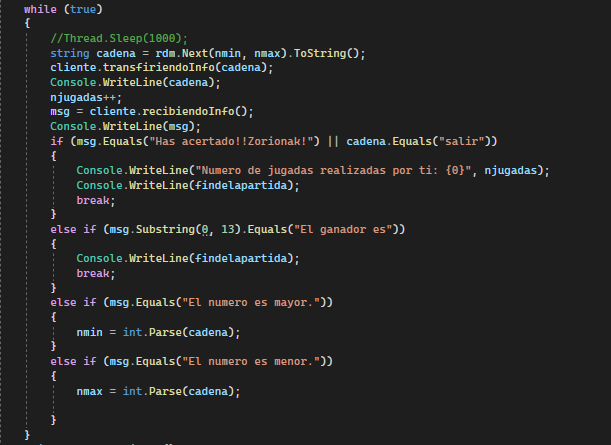 while (true)
{
//Thread.Sleep(1000);
string cadena = rdm.Next(nmin, nmax).ToString();
cliente.transfiriendoInfo(cadena);
Console.WriteLine(cadena);
njugadas++;
msg = cliente.recibiendoInfo();
Console.WriteLine(msg);
if (msg.Equals("Has acertado!!Zorionak!") || cadena.Equals("salir"))
{
Console.WriteLine("Numero de jugadas realizadas por ti: {0}", njugadas);
Console.WriteLine(findelapartida);
break;
}
else if (msg.Substring(0, 13).Equals("El ganador es"))
{
Console.WriteLine(findelapartida);
break;
}
else if (msg.Equals("El numero es mayor."))
{
nmin = int.Parse(cadena);
}
else if (msg.Equals("El numero es menor."))
{
nmax = int.Parse(cadena);
}
}